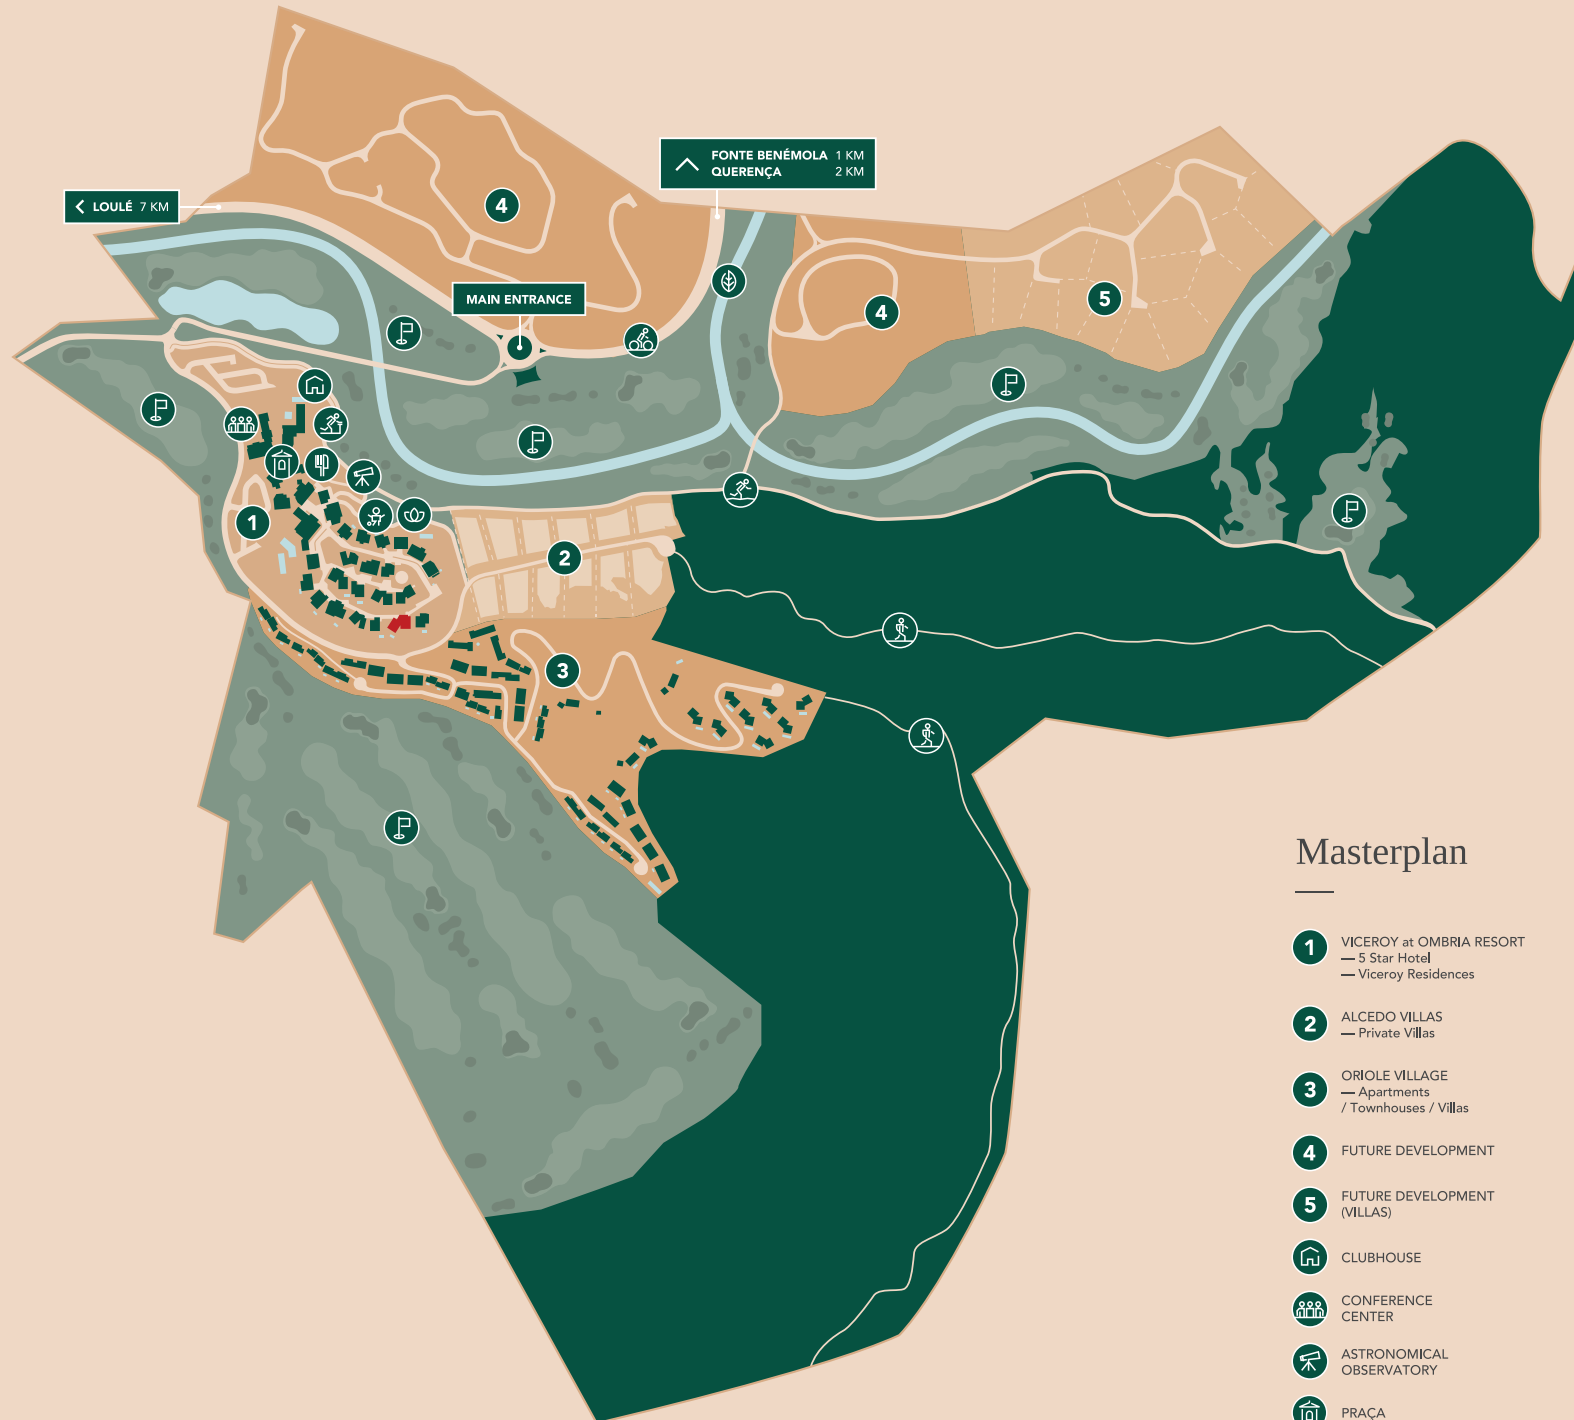 FONTE BENÉMOLA 1 KM
QUERENÇA 2 KM
LOULÉ 7 KM
4
MAIN ENTRANCE
4
5
1
2
3
Masterplan
1 VICEROY at OMBRIA RESORT
— 5 Star Hotel
— Viceroy Residences
2 ALCEDO VILLAS
— Private Villas
3 ORIOLE VILLAGE
— Apartments
/ Townhouses / Villas
4 FUTURE DEVELOPMENT
5 FUTURE DEVELOPMENT
(VILLAS)
CLUBHOUSE
CONFERENCE
CENTER
ASTRONOMICAL
OBSERVATORY
PRAÇA